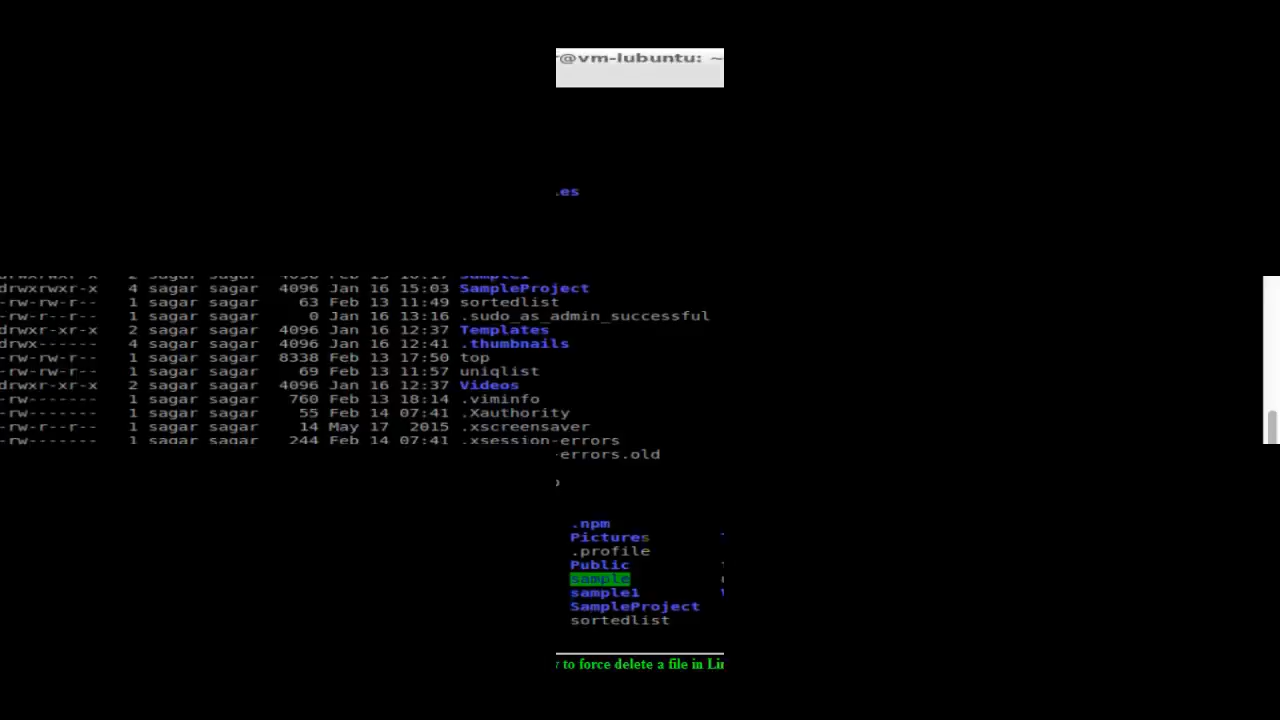 @vm-lubuntu: ~
es
drwxrwxr-x 4 sagar sagar 4096 Jan 16 15:03 SampleProject
-rw-rw-r-- 1 sagar sagar 63 Feb 13 11:49 sortedlist
-rw-r--r-- 1 sagar sagar 0 Jan 16 13:16 .sudo_as_admin_successful
drwxr-xr-x 2 sagar sagar 4096 Jan 16 12:37 Templates
drwx------ 4 sagar sagar 4096 Jan 16 12:41 .thumbnails
-rw-rw-r-- 1 sagar sagar 8338 Feb 13 17:50 top
-rw-rw-r-- 1 sagar sagar 69 Feb 13 11:57 uniqlist
drwxr-xr-x 2 sagar sagar 4096 Jan 16 12:37 Videos
-rw------- 1 sagar sagar 760 Feb 13 18:14 .viminfo
-rw------- 1 sagar sagar 55 Feb 14 07:41 .Xauthority
-rw-r--r-- 1 sagar sagar 14 May 17 2015 .xscreensaver
-rw------- 1 sagar sagar 244 Feb 14 07:41 .xsession-errors
-errors.old
.npm
Pictures
.profile
Public
sample
sample1
SampleProject
sortedlist
to force delete a file in